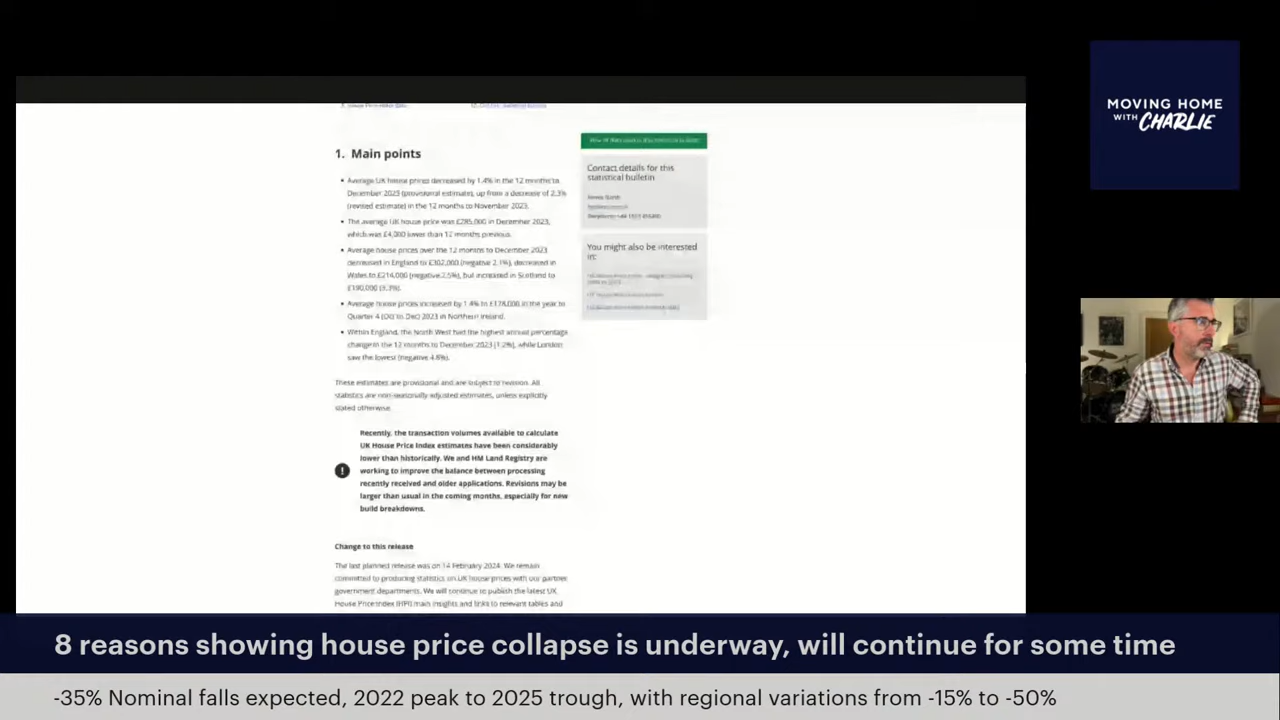 1. Main points
• Average UK house prices decreased by 1.4% in the 12 months to
December 2023 (provisional estimate), up from a decrease of 2.3%
(revised estimate) in the 12 months to November 2023.
• The average UK house price was £285,000 in December 2023,
which was £4,000 lower than 12 months previous.
• Average house prices over the 12 months to December 2023
decreased in England to £302,000 (negative 2.1%), decreased in
Wales to £214,000 (negative 2.5%), but increased in Scotland to
£190,000 (3.3%).
• Average house prices increased by 1.4% to £178,000 in the year to
Quarter 4 (Oct to Dec) 2023 in Northern Ireland.
• Within England, the North West had the highest annual percentage
change in the 12 months to December 2023 (1.2%), while London
saw the lowest (negative 4.8%).
These estimates are provisional and are subject to revision. All
statistics are non-seasonally adjusted estimates, unless explicitly
stated otherwise.
! Recently, the transaction volumes available to calculate
UK House Price Index estimates have been considerably
lower than historically. We and HM Land Registry are
working to improve the balance between processing
recently received and older applications. Revisions may be
larger than usual in the coming months, especially for new
build breakdowns.
Change to this release
The last planned release was on 14 February 2024. We remain
committed to producing statistics on UK house prices with our partner
government departments. We will continue to publish the latest UK
House Price Index (HPI) main insights and links to relevant tables and
View all data used in this statistical bulletin
Contact details for this
statistical bulletin
You might also be interested
in:
MOVING HOME
WITH CHARLIE
8 reasons showing house price collapse is underway, will continue for some time
-35% Nominal falls expected, 2022 peak to 2025 trough, with regional variations from -15% to -50%